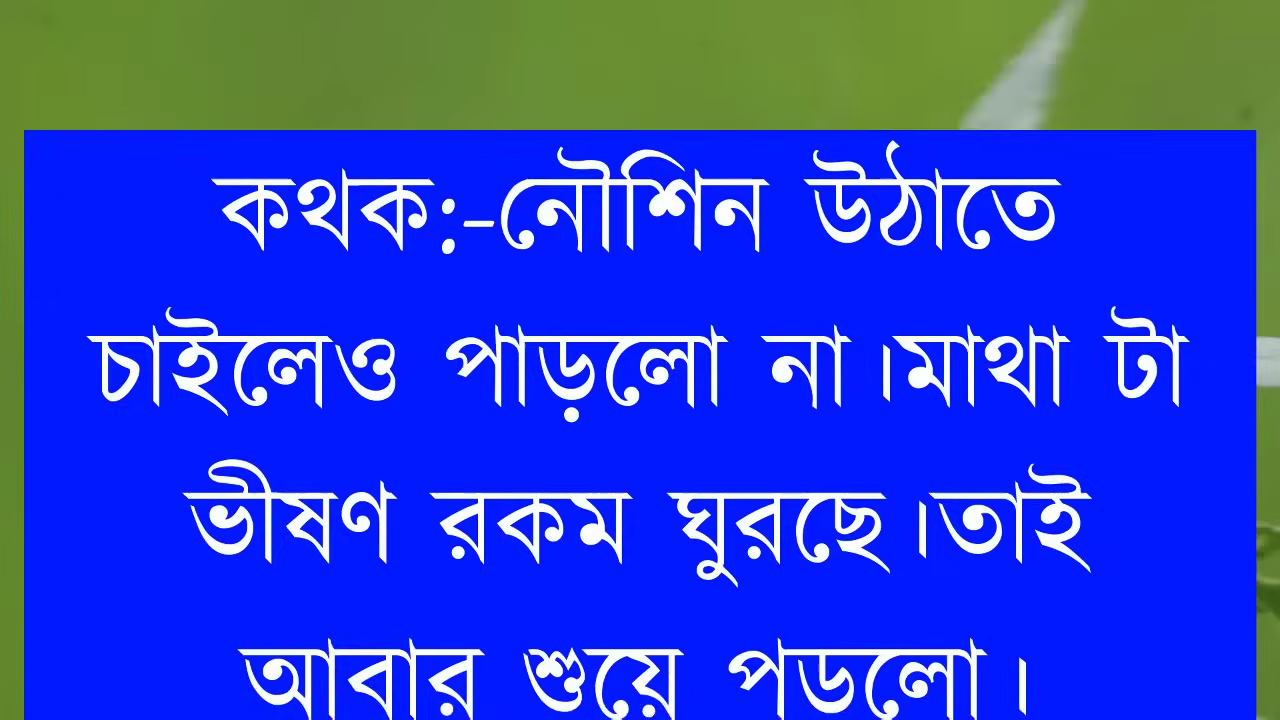 কথক:-নৌশিন উঠাতে
চাইলেও পাড়লো না।মাথা টা
ভীষণ রকম ঘুরছে।তাই
আবার শুয়ে পড়লো।